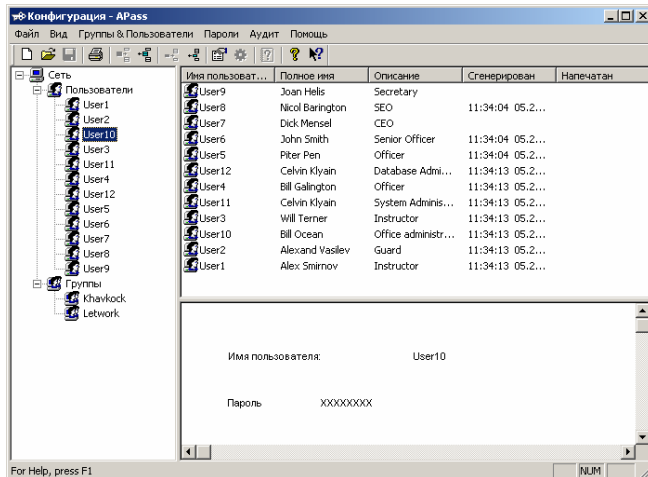 Конфигурация - APass
Файл Вид Группы & Пользователи Пароли Аудит Помощь
Сеть
Пользователи
User1
User2
User10
User3
User11
User4
User12
User5
User6
User7
User8
User9
Группы
Khavkock
Letwork
Имя пользоват... Полное имя Описание Сгенерирован Напечатан
User9 Joan Helis Secretary
User8 Nicol Barington SEO 11:34:04 05.2...
User7 Dick Mensel CEO
User6 John Smith Senior Officer 11:34:04 05.2...
User5 Piter Pen Officer 11:34:04 05.2...
User12 Celvin Klyain Database Admi... 11:34:13 05.2...
User4 Bill Galington Officer 11:34:13 05.2...
User11 Celvin Klyain System Adminis... 11:34:13 05.2...
User3 Will Terner Instructor 11:34:13 05.2...
User10 Bill Ocean Office administr... 11:34:13 05.2...
User2 Alexand Vasilev Guard 11:34:13 05.2...
User1 Alex Smirnov Instructor 11:34:13 05.2...
Имя пользователя: User10
Пароль XXXXXXXX
For Help, press F1 NUM